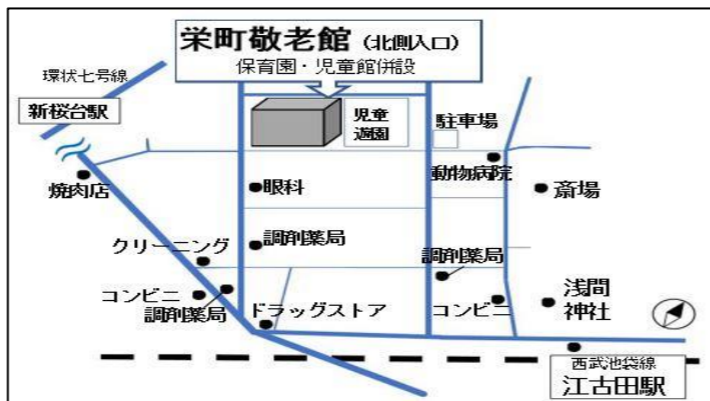 栄町敬老館（北側入口）
保育園・児童館併設
環状七号線
新桜台駅
児童
遊園
駐車場
動物病院
焼肉店
眼科
斎場
クリーニング
調剤薬局
調剤薬局
コンビニ
調剤薬局
ドラッグストア
コンビニ
浅間
神社
西武池袋線
江古田駅